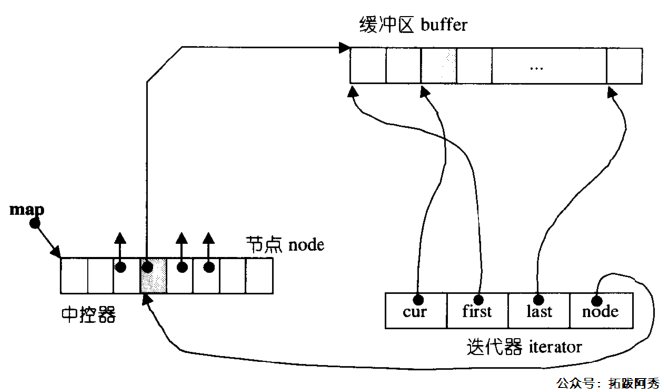 缓冲区 buffer
...
map
节点 node
中控器
cur first last node
迭代器 iterator
公众号：拓跋阿秀